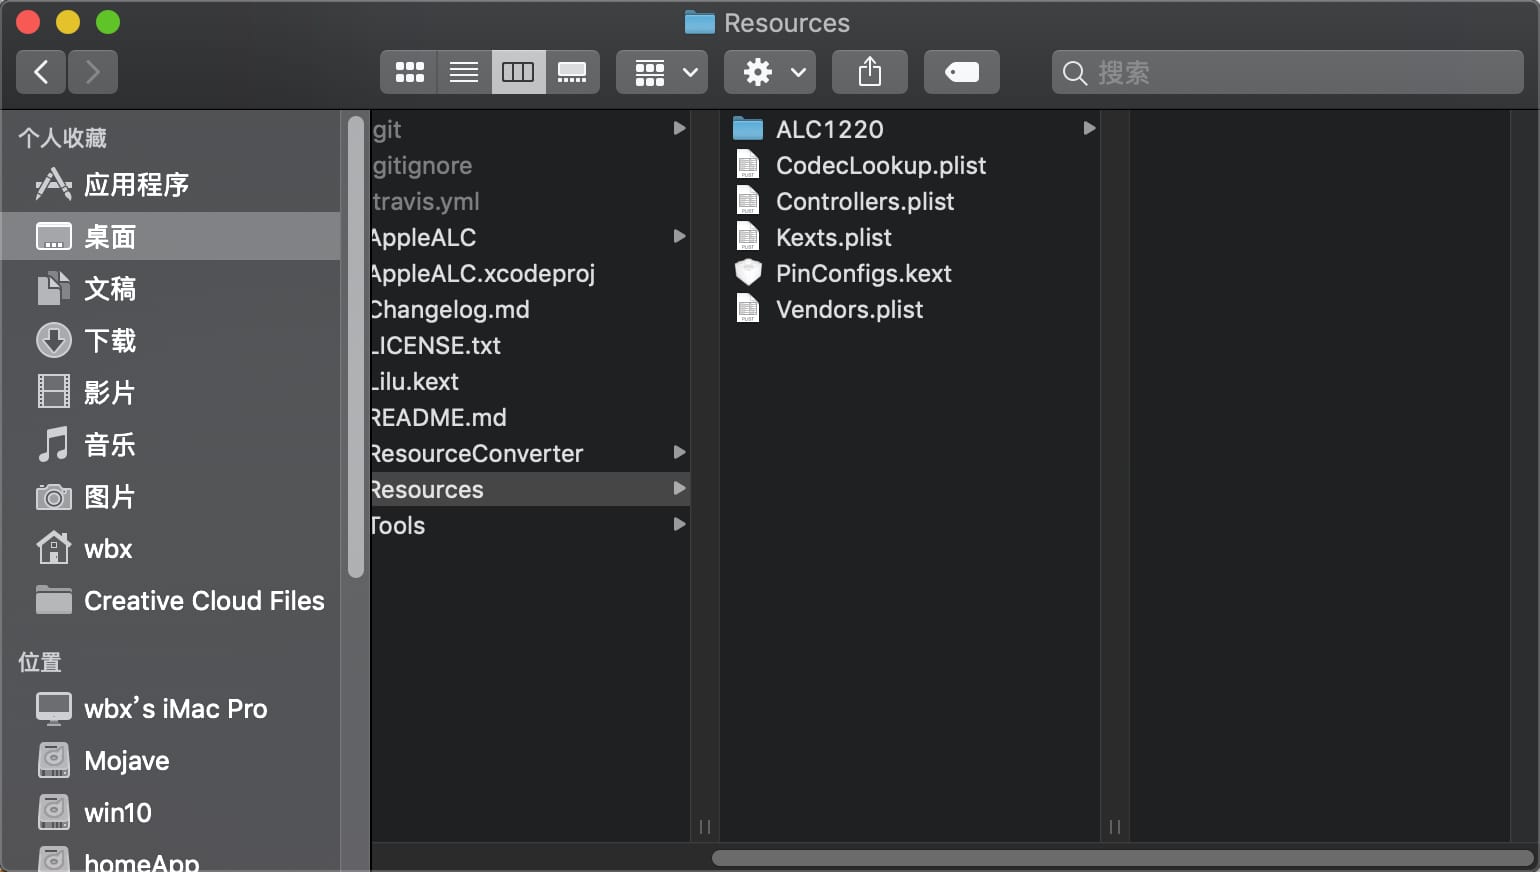 Resources
搜索
个人收藏
应用程序
桌面
文稿
下载
影片
音乐
图片
wbx
Creative Cloud Files
位置
wbx's iMac Pro
Mojave
win10
homeApp
git
gitignore
travis.yml
AppleALC
AppleALC.xcodeproj
Changelog.md
LICENSE.txt
Lilu.kext
README.md
ResourceConverter
Resources
Tools
ALC1220
CodecLookup.plist
Controllers.plist
Kexts.plist
PinConfigs.kext
Vendors.plist